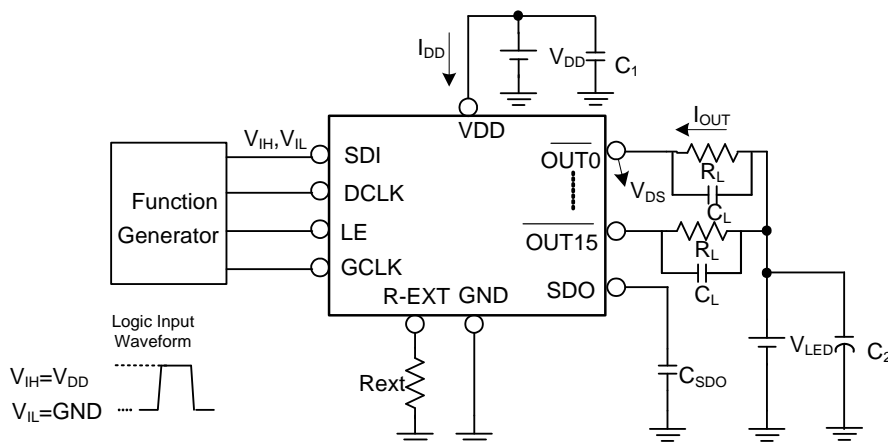 I_DD
V_DD
C_1
VDD
V_IH,V_IL
I_OUT
Function
Generator
SDI
DCLK
LE
GCLK
OUT0
OUT15
SDO
R-EXT
GND
R_L
C_L
V_DS
R_L
C_L
Logic Input
Waveform
V_IH=V_DD
V_IL=GND
Rext
C_SDO
V_LED
C_2